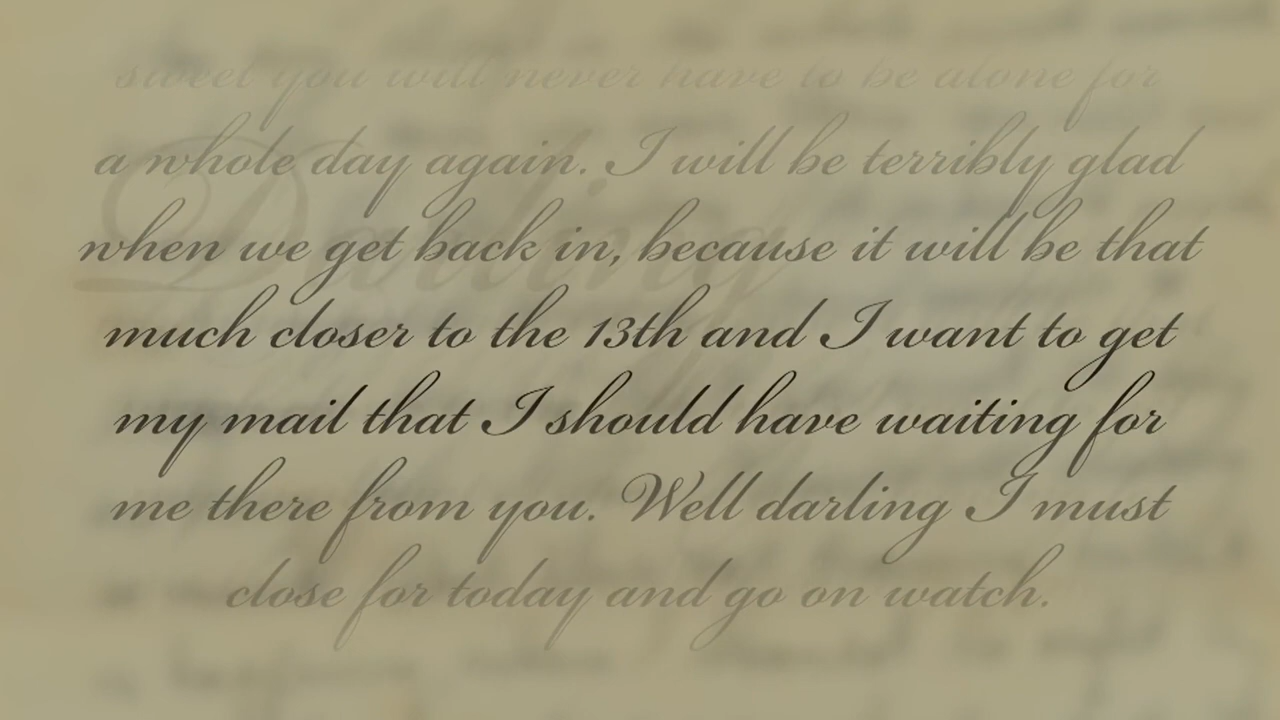 sweet you will never have to be alone for
a whole day again. I will be terribly glad
Darling
when we get back in, because it will be that
much closer to the 13th and I want to get
my mail that I should have waiting for
me there from you. Well darling I must
close for today and go on watch.